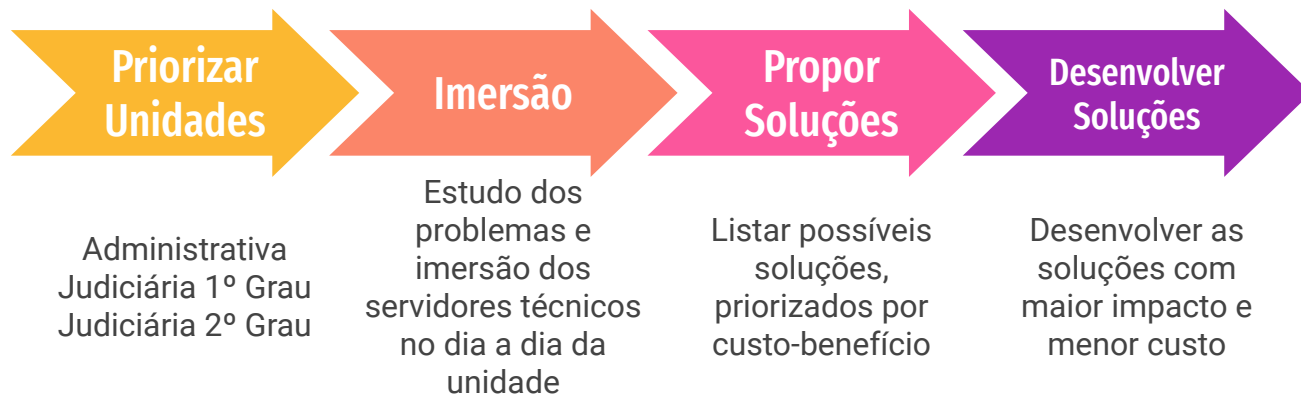 Priorizar
Unidades
Imersão
Propor
Soluções
Desenvolver
Soluções
Administrativa
Judiciária 1º Grau
Judiciária 2º Grau
Estudo dos
problemas e
imersão dos
servidores técnicos
no dia a dia da
unidade
Listar possíveis
soluções,
priorizados por
custo-benefício
Desenvolver as
soluções com
maior impacto e
menor custo